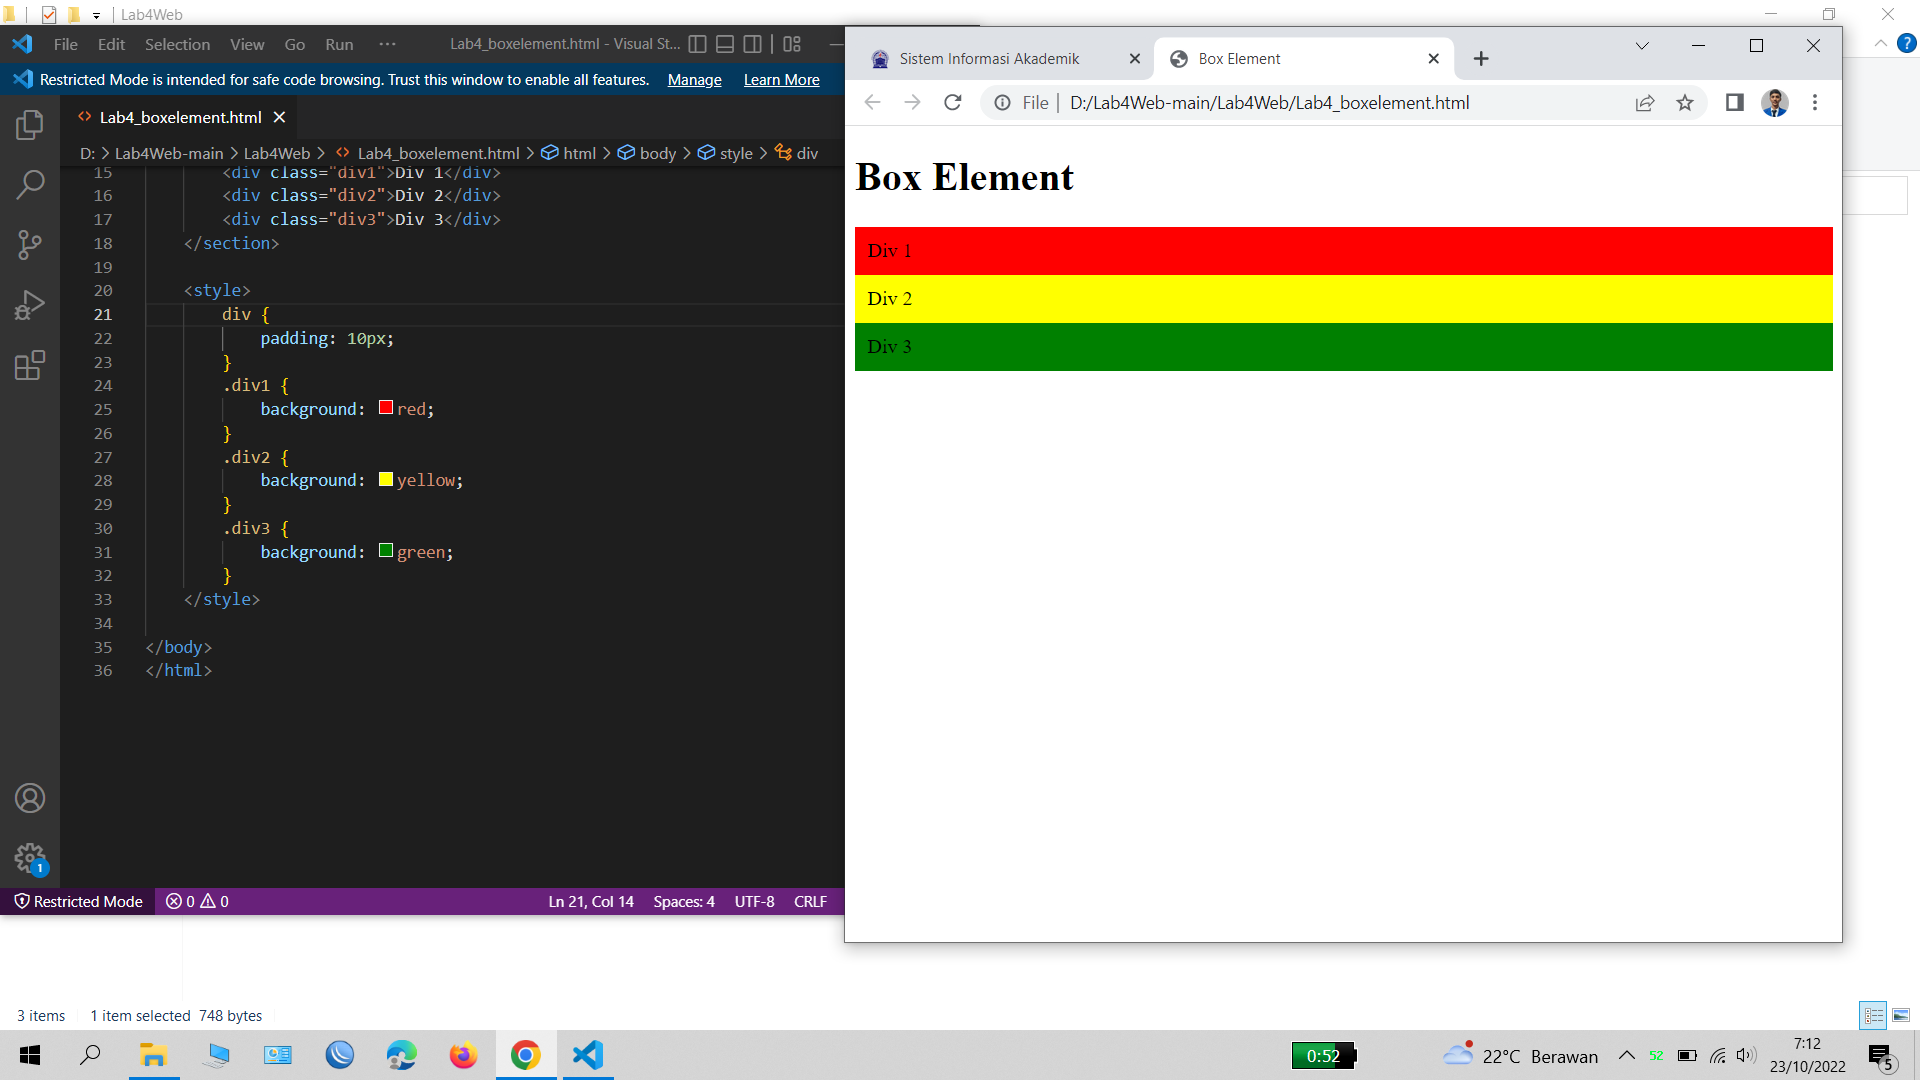 Lab4Web
File Edit Selection View Go Run ··· Lab4_boxelement.html - Visual St...
Restricted Mode is intended for safe code browsing. Trust this window to enable all features. Manage Learn More
Lab4_boxelement.html
D: > Lab4Web-main > Lab4Web > Lab4_boxelement.html > html > body > style > div
15 <div class="div1">Div 1</div>
16 <div class="div2">Div 2</div>
17 <div class="div3">Div 3</div>
18 </section>
19
20 <style>
21 div {
22 padding: 10px;
23 }
24 .div1 {
25 background: red;
26 }
27 .div2 {
28 background: yellow;
29 }
30 .div3 {
31 background: green;
32 }
33 </style>
34
35 </body>
36 </html>
1
Restricted Mode 0 0 Ln 21, Col 14 Spaces: 4 UTF-8 CRLF
Sistem Informasi Akademik Box Element
File | D:/Lab4Web-main/Lab4Web/Lab4_boxelement.html
Box Element
Div 1
Div 2
Div 3
?
3 items 1 item selected 748 bytes
0:52 22°C Berawan 52 7:12
23/10/2022
5